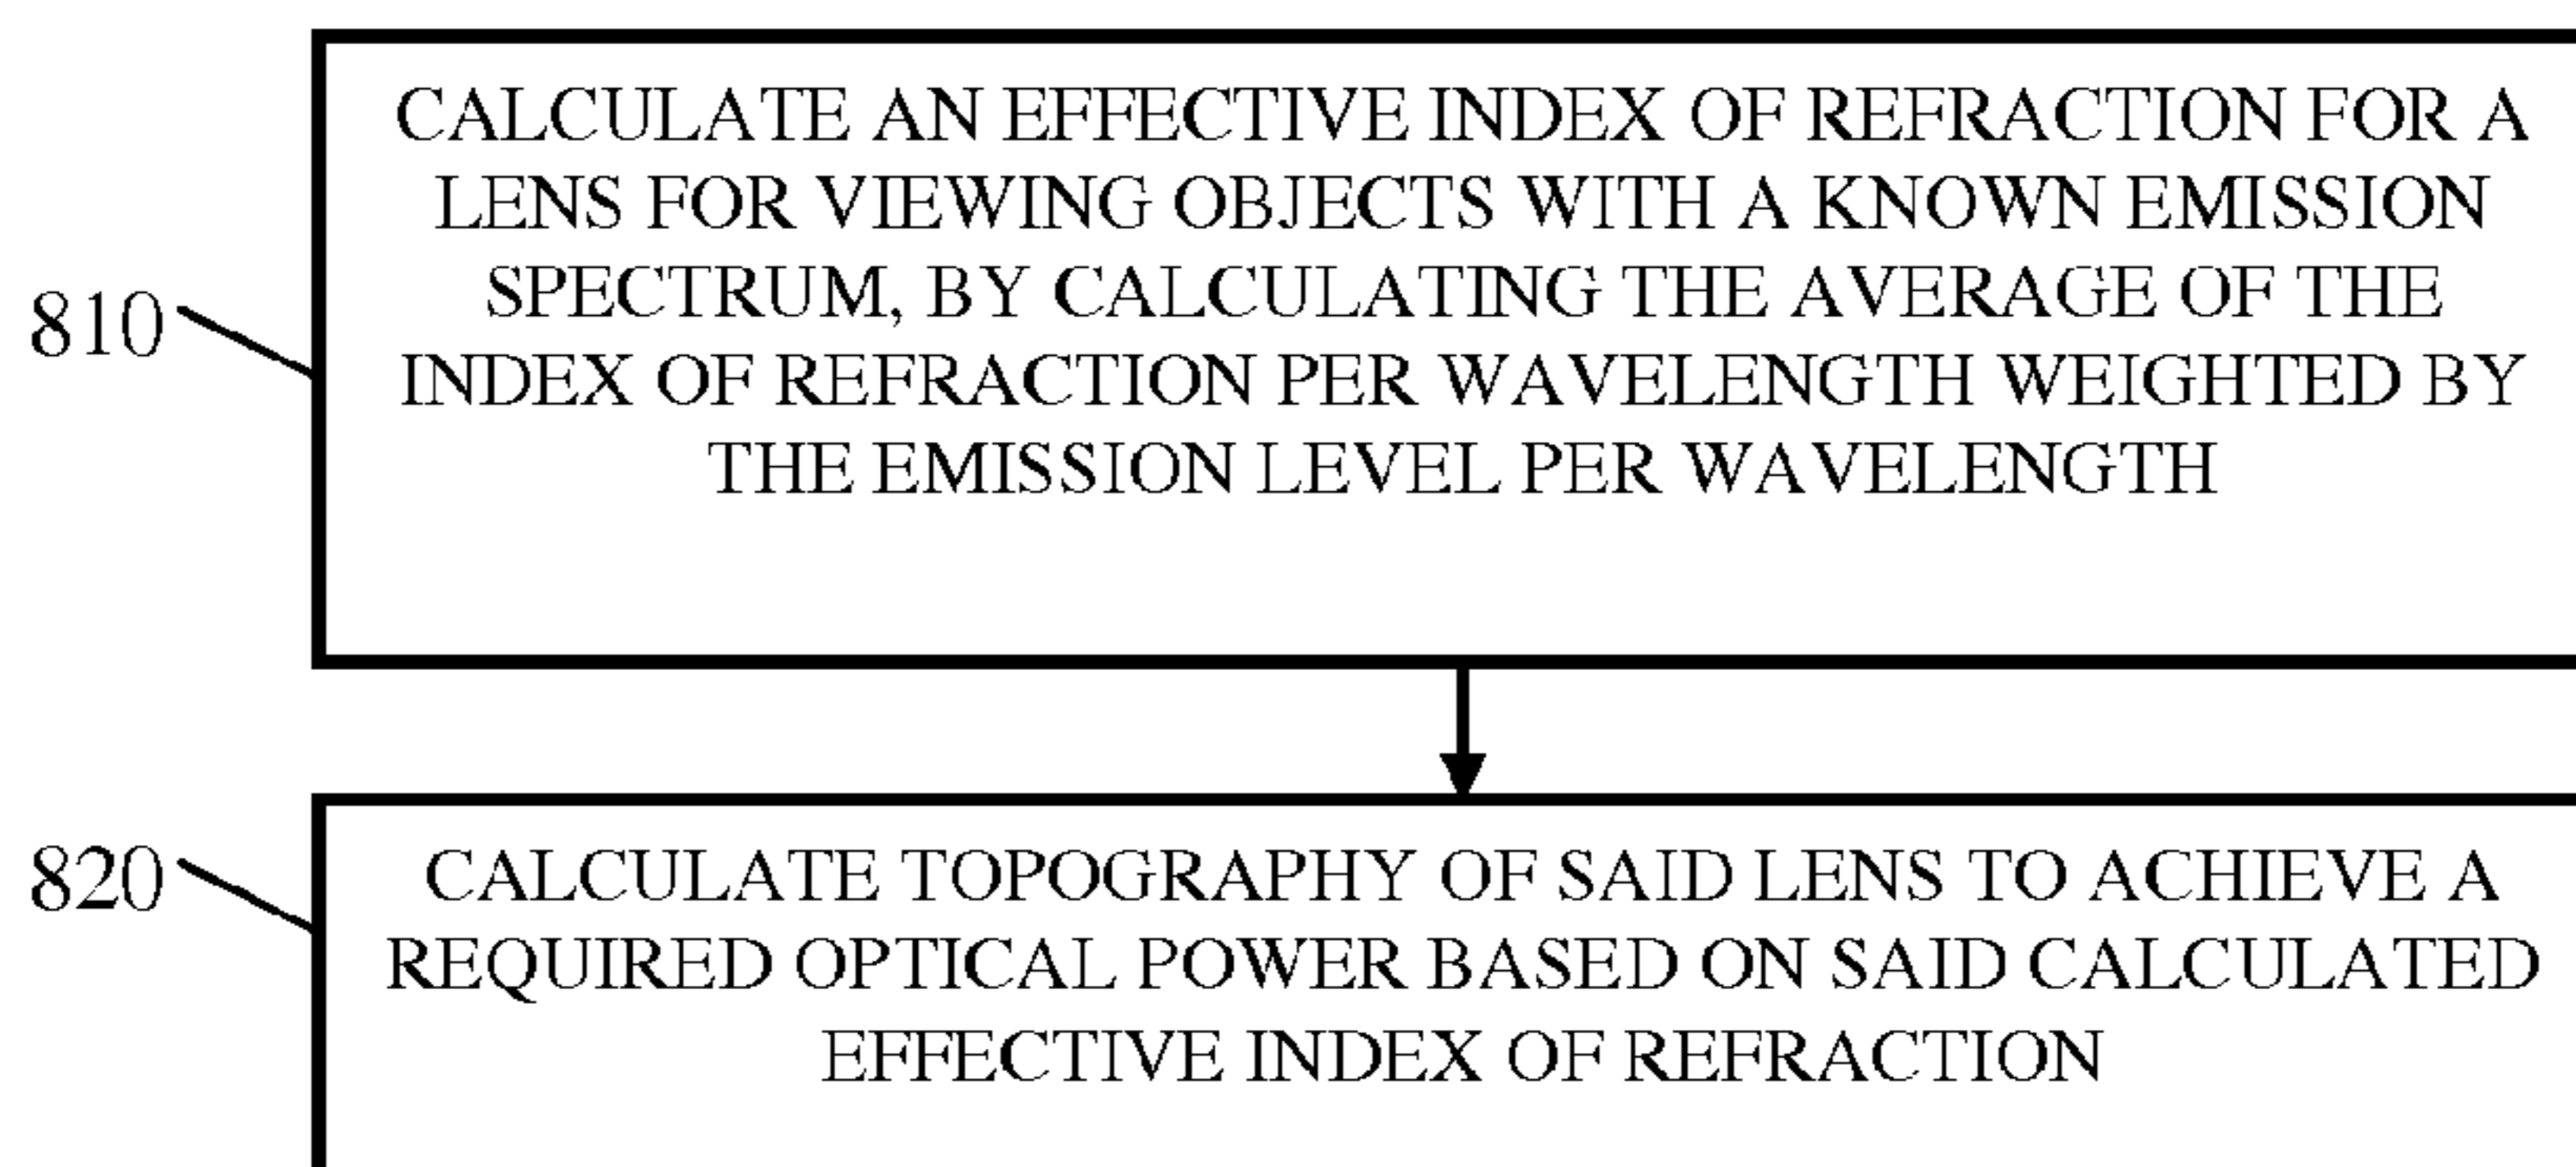 CALCULATE AN EFFECTIVE INDEX OF REFRACTION FOR A
LENS FOR VIEWING OBJECTS WITH A KNOWN EMISSION
SPECTRUM, BY CALCULATING THE AVERAGE OF THE
INDEX OF REFRACTION PER WAVELENGTH WEIGHTED BY
THE EMISSION LEVEL PER WAVELENGTH
810
CALCULATE TOPOGRAPHY OF SAID LENS TO ACHIEVE A
REQUIRED OPTICAL POWER BASED ON SAID CALCULATED
EFFECTIVE INDEX OF REFRACTION
820